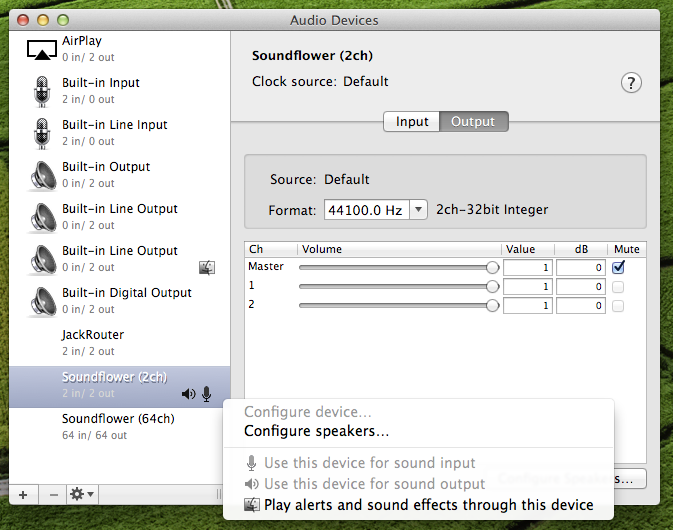 Audio Devices
AirPlay
0 in/ 2 out
Built-in Input
2 in/ 0 out
Built-in Line Input
2 in/ 0 out
Built-in Output
0 in/ 2 out
Built-in Line Output
0 in/ 2 out
Built-in Line Output
0 in/ 2 out
Built-in Digital Output
0 in/ 2 out
JackRouter
2 in/ 2 out
Soundflower (2ch)
2 in/ 2 out
Soundflower (64ch)
64 in/ 64 out
Soundflower (2ch)
Clock source: Default
?
Input Output
Source: Default
Format: 44100.0 Hz 2ch-32bit Integer
Ch Volume Value dB Mute
Master 1 0
1 1 0
2 1 0
Configure device...
Configure speakers...
Use this device for sound input
Use this device for sound output
Play alerts and sound effects through this device
Configure Speakers...